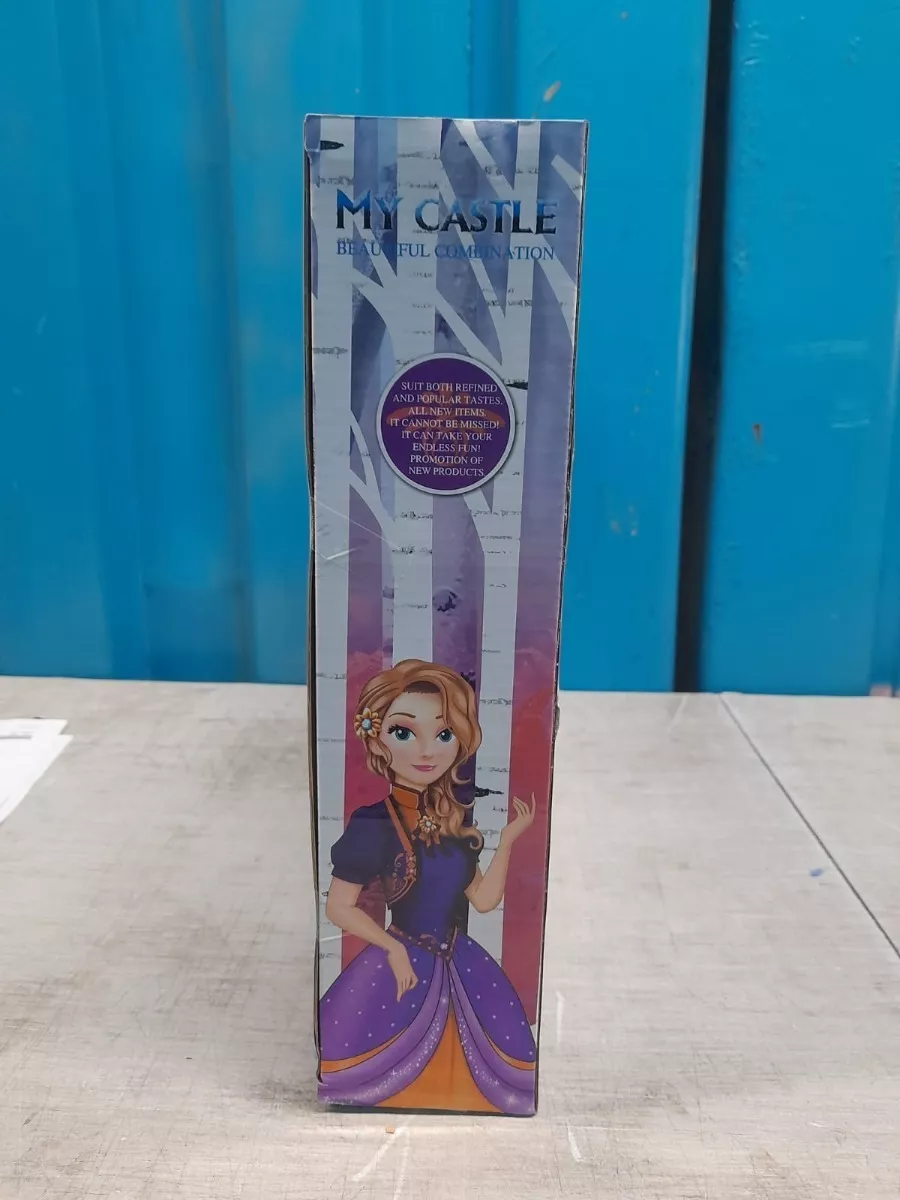 MY CASTLE
BEAUTIFUL COMBINATION
SUIT BOTH REFINED
AND POPULAR TASTES.
ALL NEW ITEMS.
IT CANNOT BE MISSED!
IT CAN TAKE YOUR
ENDLESS FUN!
PROMOTION OF
NEW PRODUCTS.